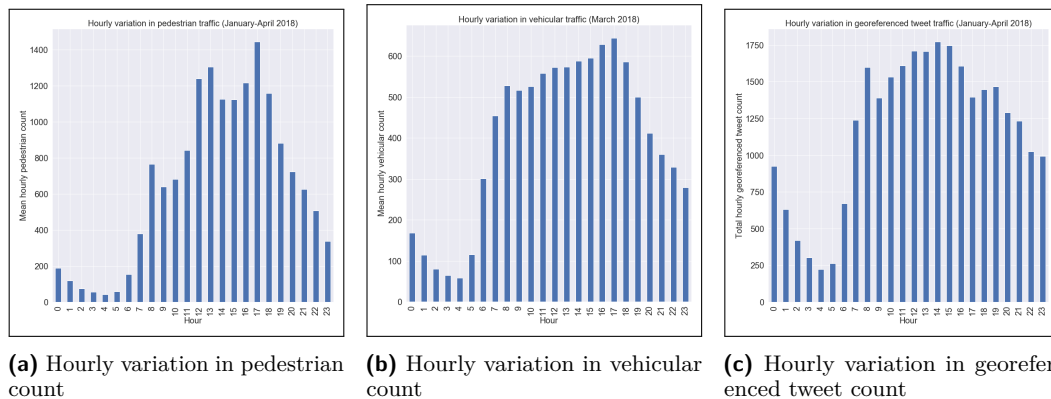 Hourly variation in pedestrian traffic (January-April 2018)
Mean hourly pedestrian count
1400
1200
1000
800
600
400
200
0
0 1 2 3 4 5 6 7 8 9 10 11 12 13 14 15 16 17 18 19 20 21 22 23
Hour
(a) Hourly variation in pedestrian
count
Hourly variation in vehicular traffic (March 2018)
Mean hourly vehicular count
600
500
400
300
200
100
0
0 1 2 3 4 5 6 7 8 9 10 11 12 13 14 15 16 17 18 19 20 21 22 23
Hour
(b) Hourly variation in vehicular
count
Hourly variation in georeferenced tweet traffic (January-April 2018)
Total hourly georeferenced tweet count
1750
1500
1250
1000
750
500
250
0
0 1 2 3 4 5 6 7 8 9 10 11 12 13 14 15 16 17 18 19 20 21 22 23
Hour
(c) Hourly variation in georefer
enced tweet count